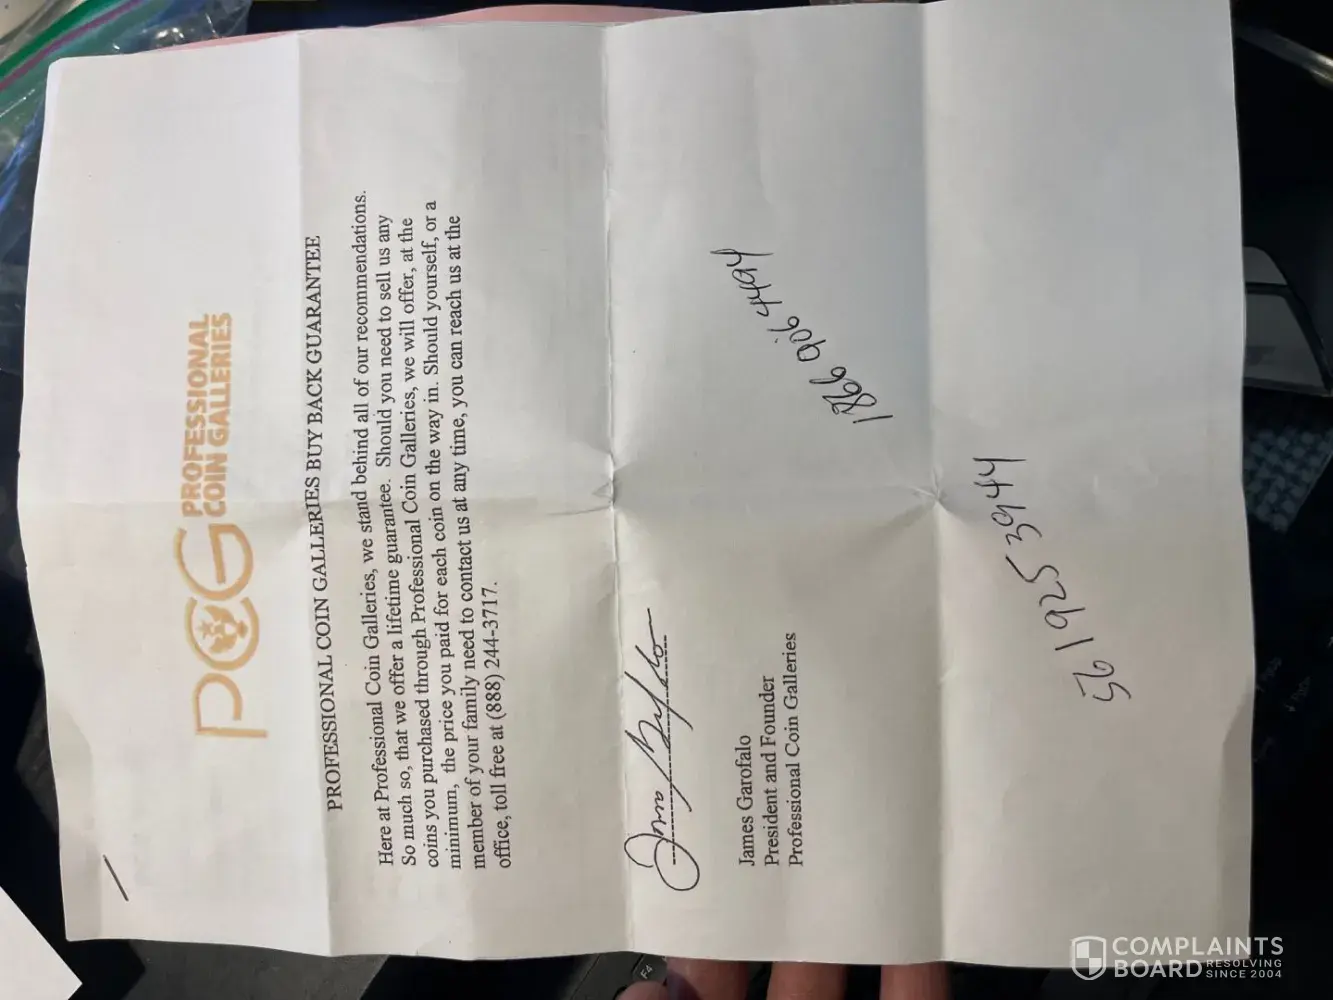 PCG PROFESSIONAL
COIN GALLERIES
PROFESSIONAL COIN GALLERIES BUY BACK GUARANTEE
Here at Professional Coin Galleries, we stand behind all of our recommendations.
So much so, that we offer a lifetime guarantee. Should you need to sell us any
coins you purchased through Professional Coin Galleries, we will offer, at the
minimum, the price you paid for each coin on the way in. Should yourself, or a
member of your family need to contact us at any time, you can reach us at the
office, toll free at (888) 244-3717.
James Garofalo
President and Founder
Professional Coin Galleries
1866 906 4494
561 925 3944
F4
COMPLAINTS
BOARD RESOLVING
SINCE 2004